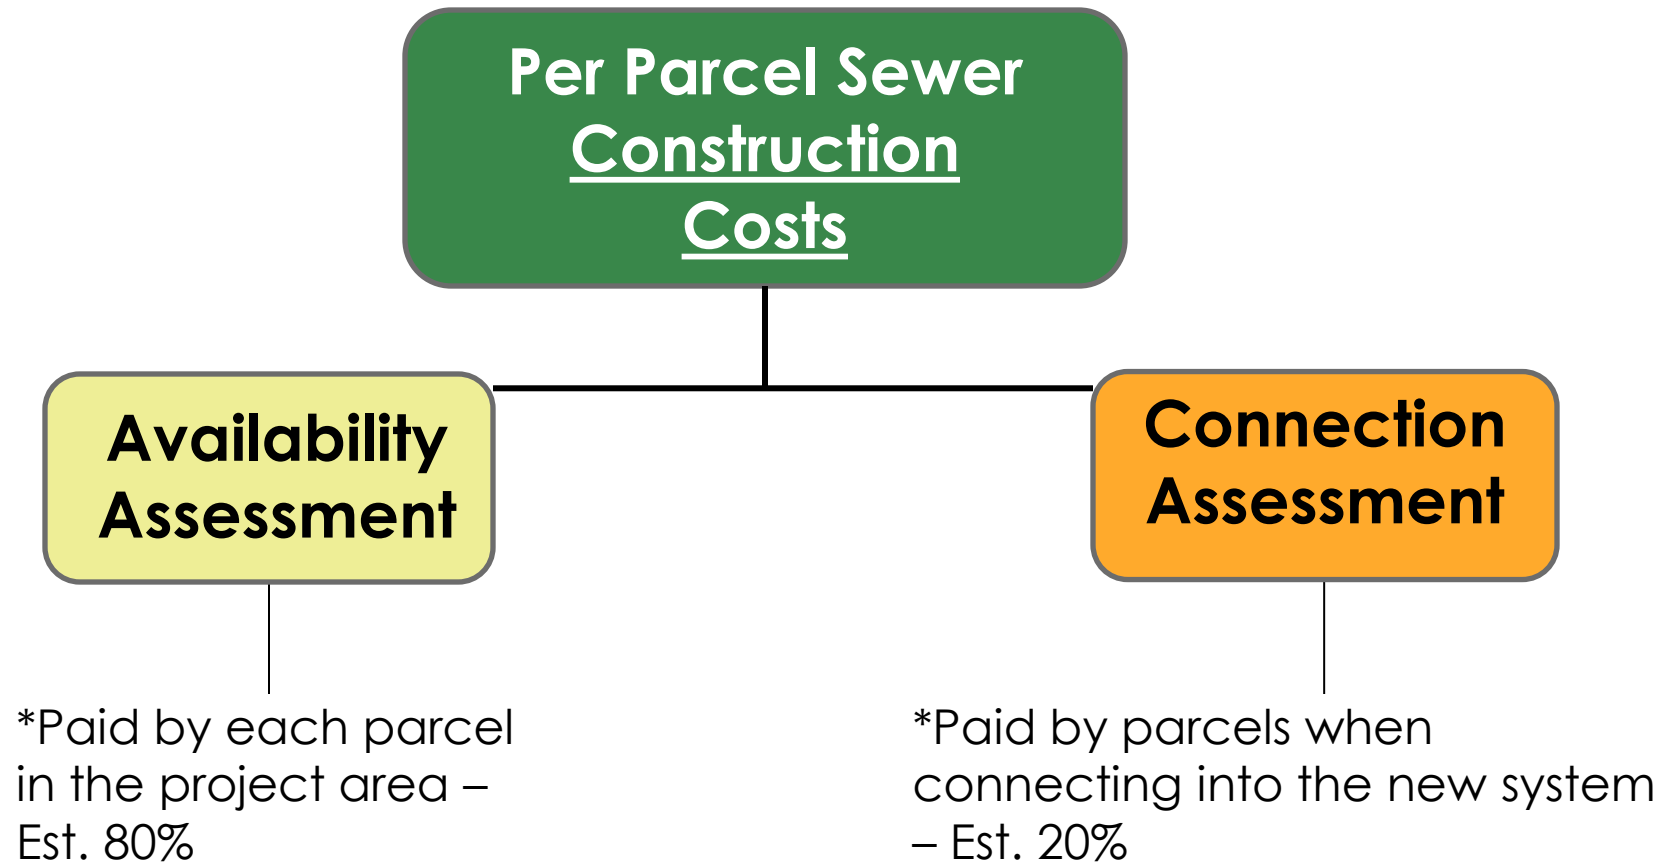 Per Parcel Sewer
Construction
Costs
Availability
Assessment
Connection
Assessment
*Paid by each parcel
in the project area –
Est. 80%
*Paid by parcels when
connecting into the new system
– Est. 20%